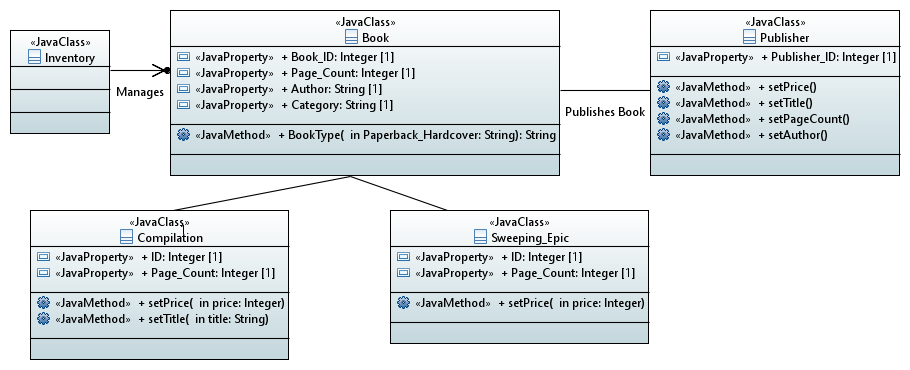 «JavaClass»
Inventory
Manages
«JavaClass»
Book
«JavaProperty» + Book_ID: Integer [1]
«JavaProperty» + Page_Count: Integer [1]
«JavaProperty» + Author: String [1]
«JavaProperty» + Category: String [1]
«JavaMethod» + BookType( in Paperback_Hardcover: String): String
Publishes Book
«JavaClass»
Publisher
«JavaProperty» + Publisher_ID: Integer [1]
«JavaMethod» + setPrice()
«JavaMethod» + setTitle()
«JavaMethod» + setPageCount()
«JavaMethod» + setAuthor()
«JavaClass»
Compilation
«JavaProperty» + ID: Integer [1]
«JavaProperty» + Page_Count: Integer [1]
«JavaMethod» + setPrice( in price: Integer)
«JavaMethod» + setTitle( in title: String)
«JavaClass»
Sweeping_Epic
«JavaProperty» + ID: Integer [1]
«JavaProperty» + Page_Count: Integer [1]
«JavaMethod» + setPrice( in price: Integer)